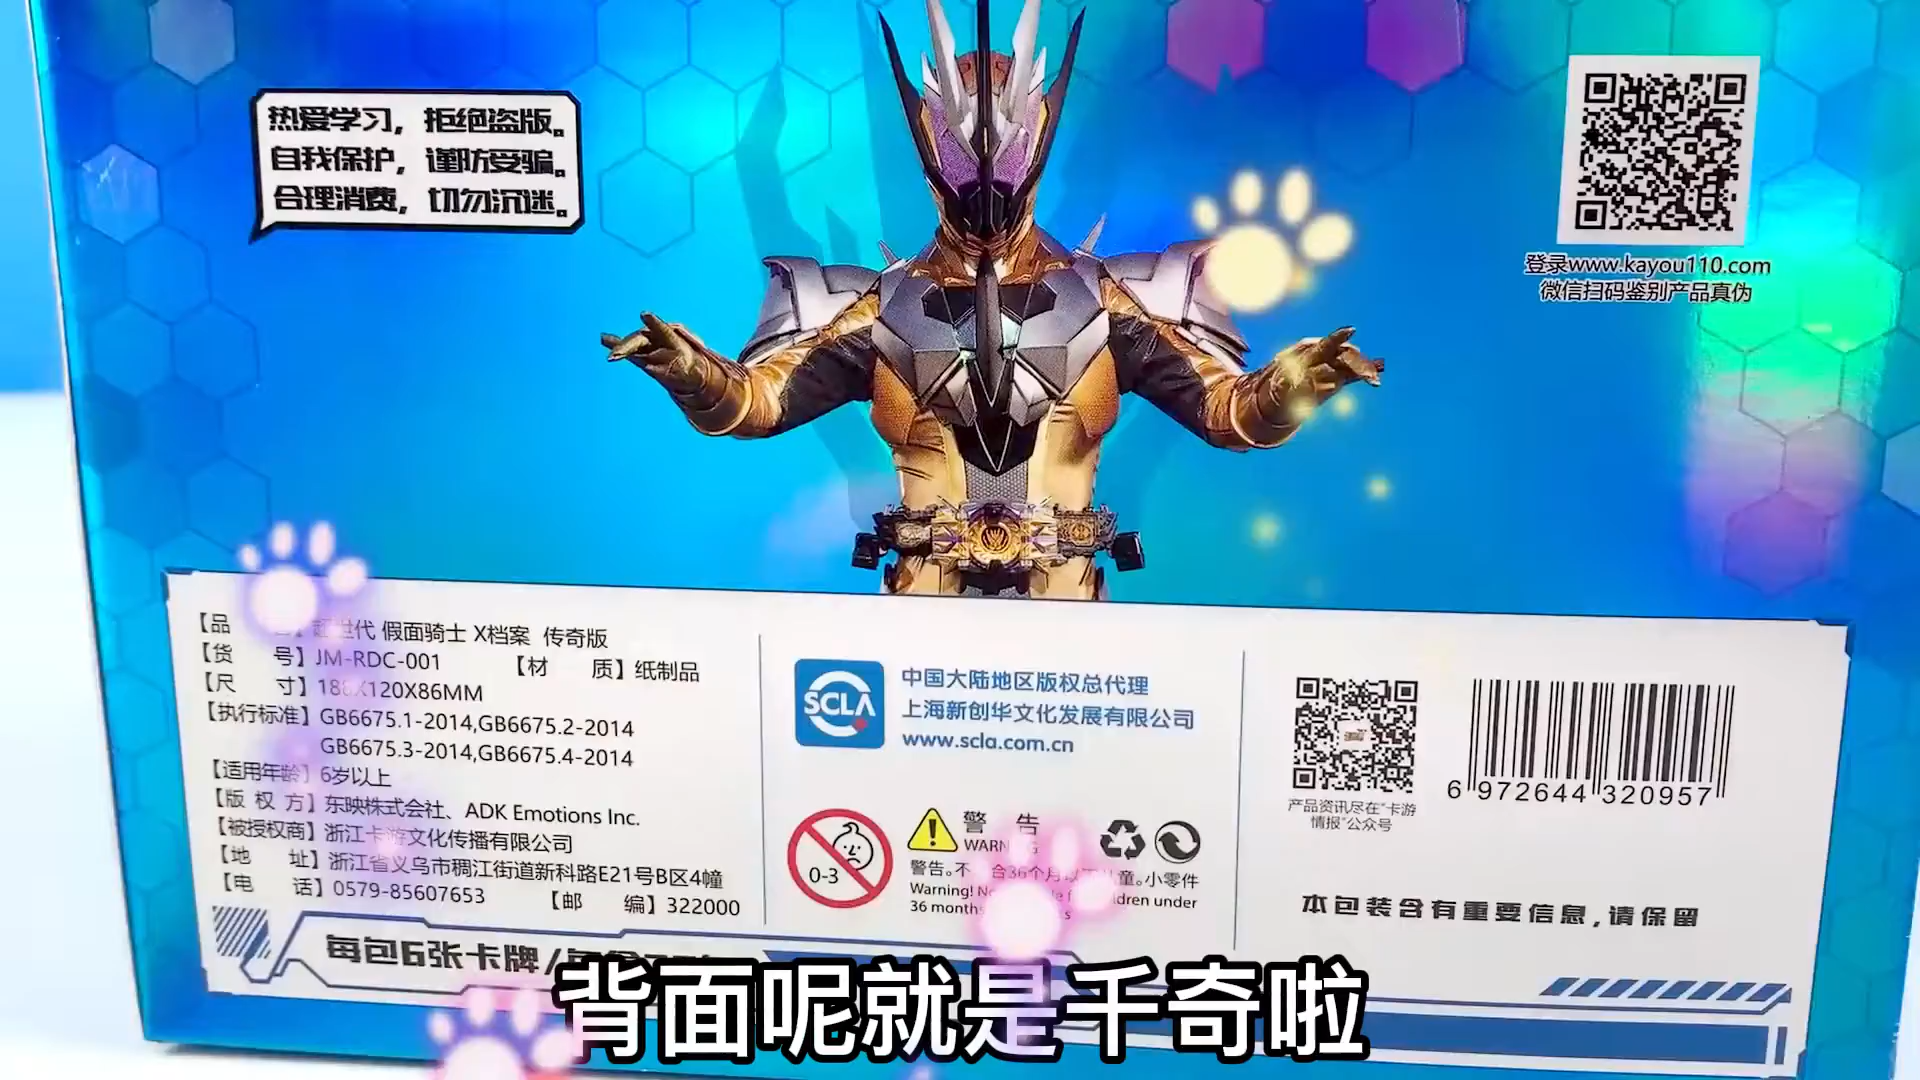 热爱学习，拒绝盗版。
自我保护，谨防受骗。
合理消费，切勿沉迷。
登录www.kayou110.com
微信扫码鉴别产品真伪
【品 】 世代 假面骑士 X档案 传奇版
【货 号】JM-RDC-001 【材 质】纸制品
【尺 寸】188X120X86MM
【执行标准】GB6675.1-2014,GB6675.2-2014
GB6675.3-2014,GB6675.4-2014
【适用年龄】6岁以上
【版 权 方】东映株式会社、ADK Emotions Inc.
【被授权商】浙江卡游文化传播有限公司
【地 址】浙江省义乌市稠江街道新科路E21号B区4幢
【电 话】0579-85607653 【邮 编】322000
每包6张卡牌/
SCLA
中国大陆地区版权总代理
上海新创华文化发展有限公司
www.scla.com.cn
0-3
警 告
WARN G
警告。不 合36个月以下儿童。小零件
Warning! No le f ldren under
36 months s
产品资讯尽在"卡游
情报"公众号
6 972644 320957
本包装含有重要信息,请保留
背面呢就是千奇啦